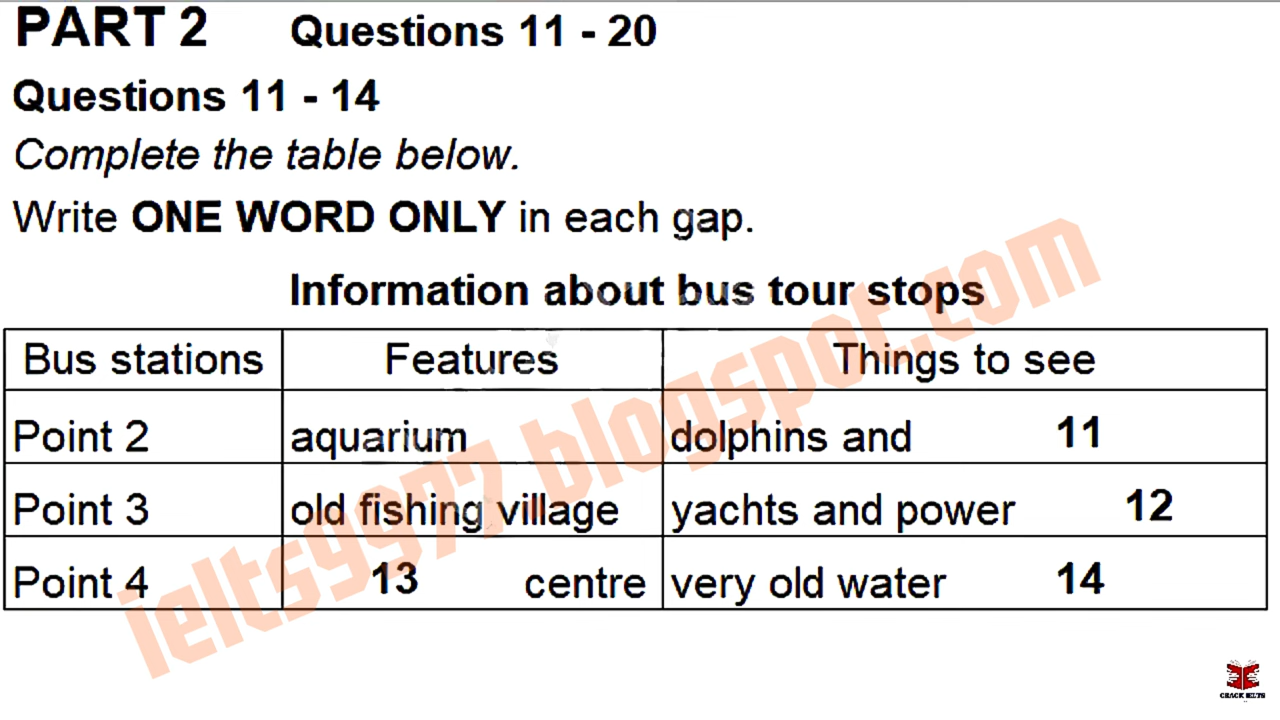 PART 2 Questions 11 - 20
Questions 11 - 14
Complete the table below.
Write ONE WORD ONLY in each gap.
Information about bus tour stops
Bus stations Features Things to see
Point 2 aquarium dolphins and 11
Point 3 old fishing village yachts and power 12
Point 4 13 centre very old water 14
ielts9977.blogspot.com
CRACK IELTS